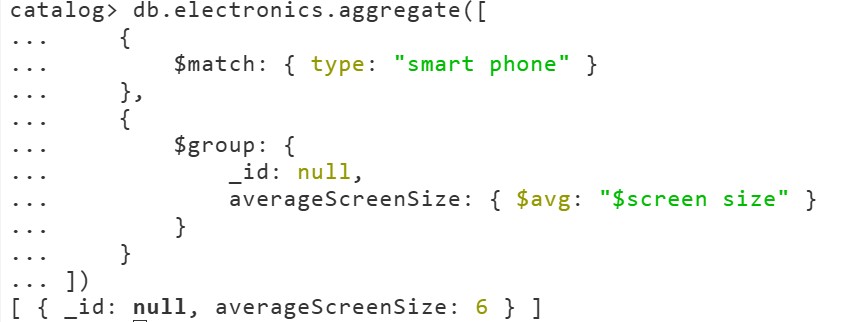 catalog> db.electronics.aggregate([
...     {
...         $match: { type: "smart phone" }
...     },
...     {
...         $group: {
...             _id: null,
...             averageScreenSize: { $avg: "$screen size" }
...         }
...     }
... ])
[ { _id: null, averageScreenSize: 6 } ]